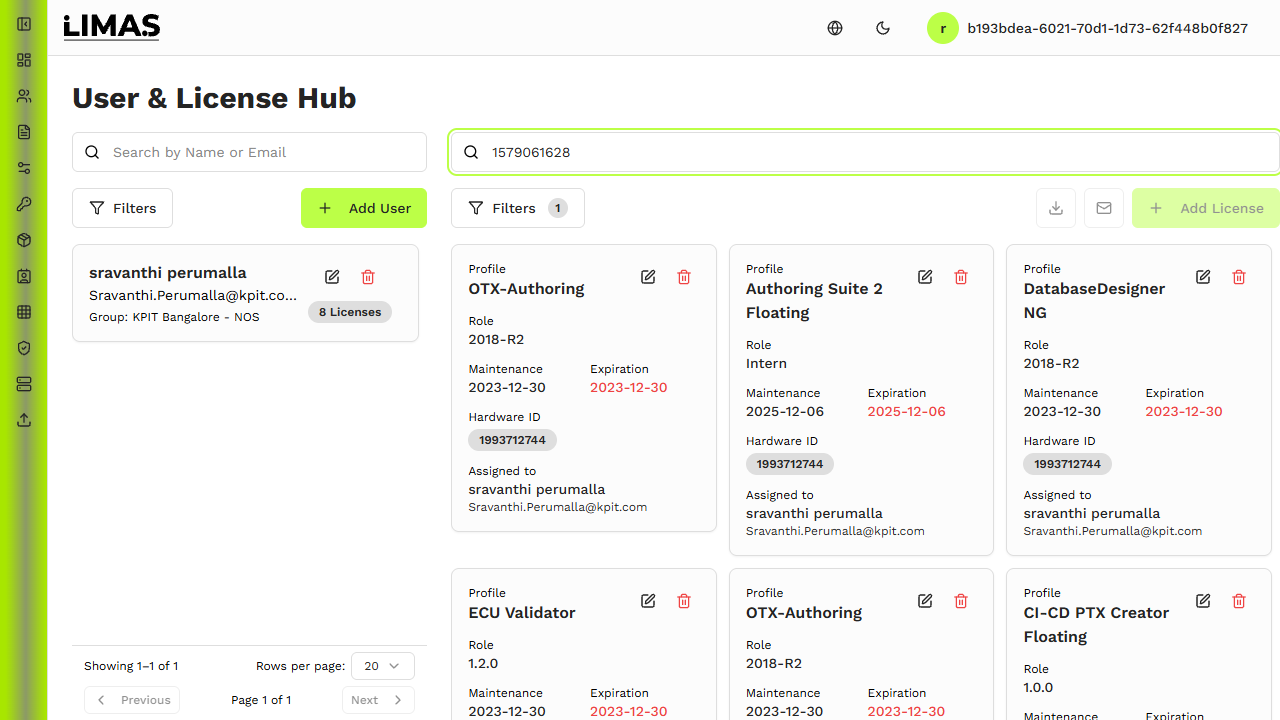 LIMAS
r
b193bdea-6021-70d1-1d73-62f448b0f827
User & License Hub
Search by Name or Email
1579061628
Filters
Add User
Filters 1
Add License
sravanthi perumalla
Sravanthi.Perumalla@kpit.co...
Group: KPIT Bangalore - NOS
8 Licenses
Showing 1–1 of 1
Rows per page: 20
Previous
Page 1 of 1
Next
Profile
OTX-Authoring
Role
2018-R2
Maintenance Expiration
2023-12-30 2023-12-30
Hardware ID
1993712744
Assigned to
sravanthi perumalla
Sravanthi.Perumalla@kpit.com
Profile
Authoring Suite 2
Floating
Role
Intern
Maintenance Expiration
2025-12-06 2025-12-06
Hardware ID
1993712744
Assigned to
sravanthi perumalla
Sravanthi.Perumalla@kpit.com
Profile
DatabaseDesigner
NG
Role
2018-R2
Maintenance Expiration
2023-12-30 2023-12-30
Hardware ID
1993712744
Assigned to
sravanthi perumalla
Sravanthi.Perumalla@kpit.com
Profile
ECU Validator
Role
1.2.0
Maintenance Expiration
2023-12-30 2023-12-30
Profile
OTX-Authoring
Role
2018-R2
Maintenance Expiration
2023-12-30 2023-12-30
Profile
CI-CD PTX Creator
Floating
Role
1.0.0
Maintenance Expiration